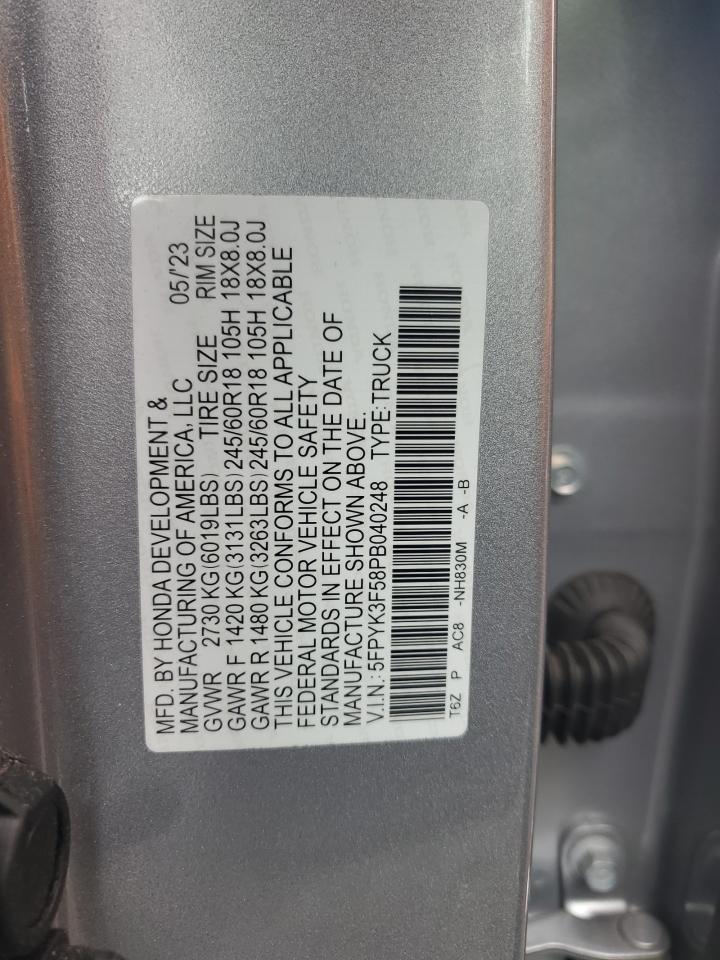 MFD. BY HONDA DEVELOPMENT &
MANUFACTURING OF AMERICA, LLC 05/'23
GVWR 2730 KG(6019LBS) TIRE SIZE RIM SIZE
GAWR F 1420 KG(3131LBS)245/60R18 105H 18X8.0J
GAWR R 1480 KG(3263LBS)245/60R18 105H 18X8.0J
THIS VEHICLE CONFORMS TO ALL APPLICABLE
FEDERAL MOTOR VEHICLE SAFETY
STANDARDS IN EFFECT ON THE DATE OF
MANUFACTURE SHOWN ABOVE.
V.I.N.:5FPYK3F58PB040248 TYPE:TRUCK
T6Z P AC8 -NH830M -A -B